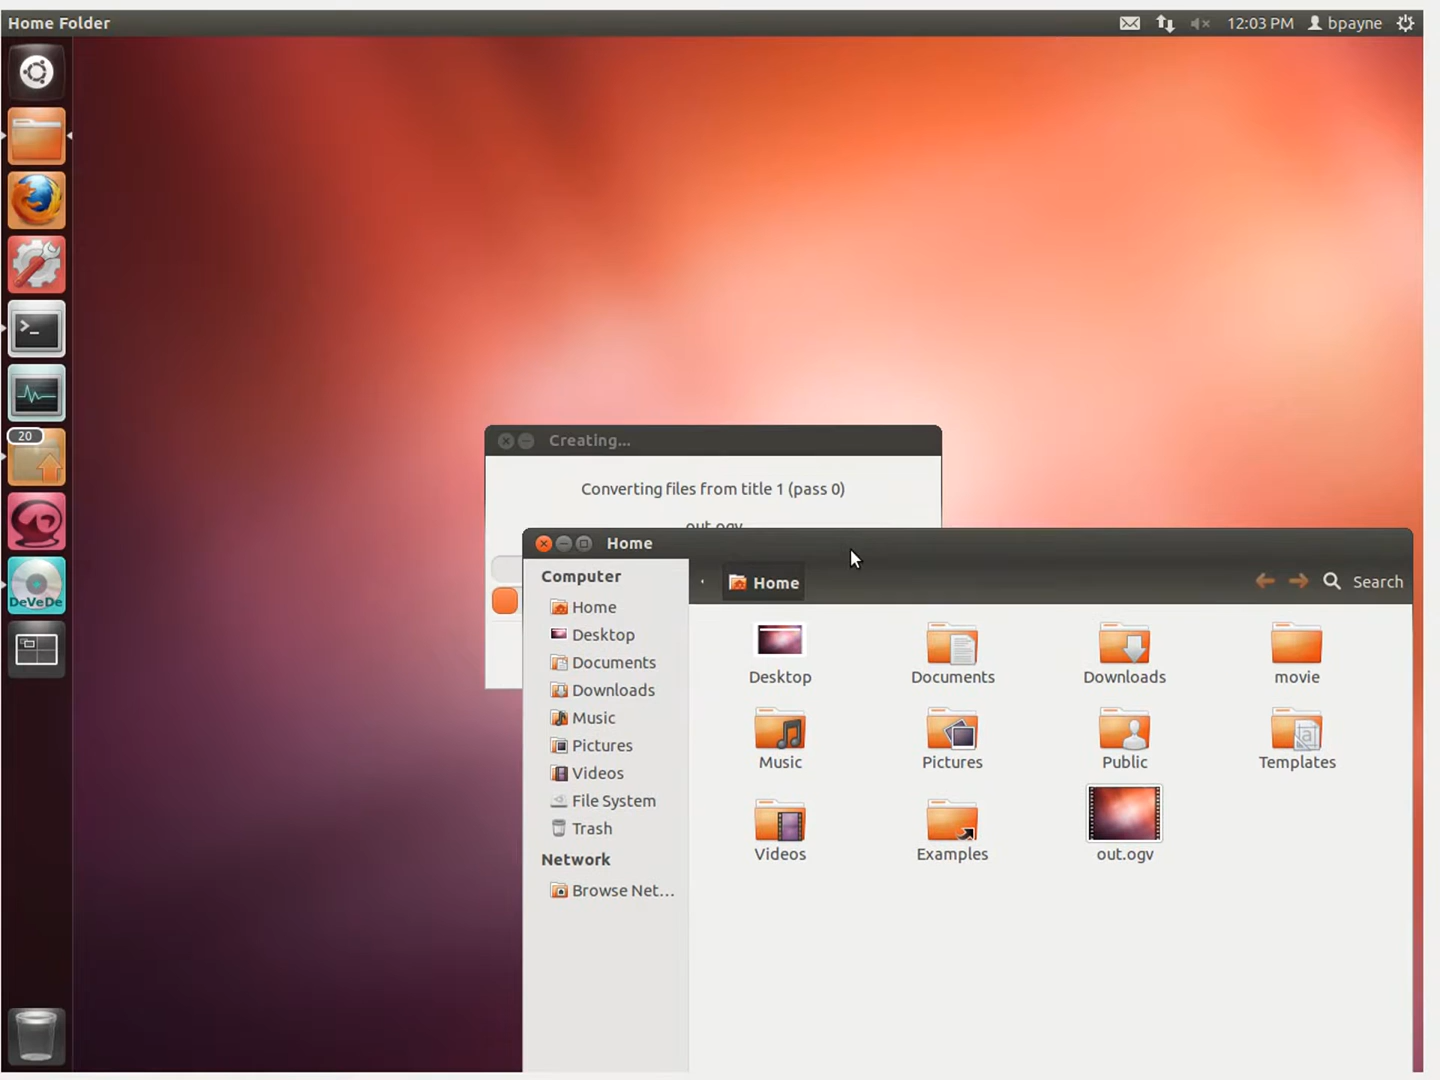 Home Folder
12:03 PM bpayne
20
DeVeDe
Creating...
Converting files from title 1 (pass 0)
out.ogv
Home
Computer
Home
Desktop
Documents
Downloads
Music
Pictures
Videos
File System
Trash
Network
Browse Net...
Home Search
Desktop Documents Downloads movie
Music Pictures Public Templates
Videos Examples out.ogv